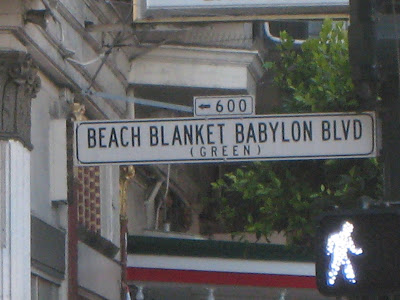 ← 600
BEACH BLANKET BABYLON BLVD
(GREEN)